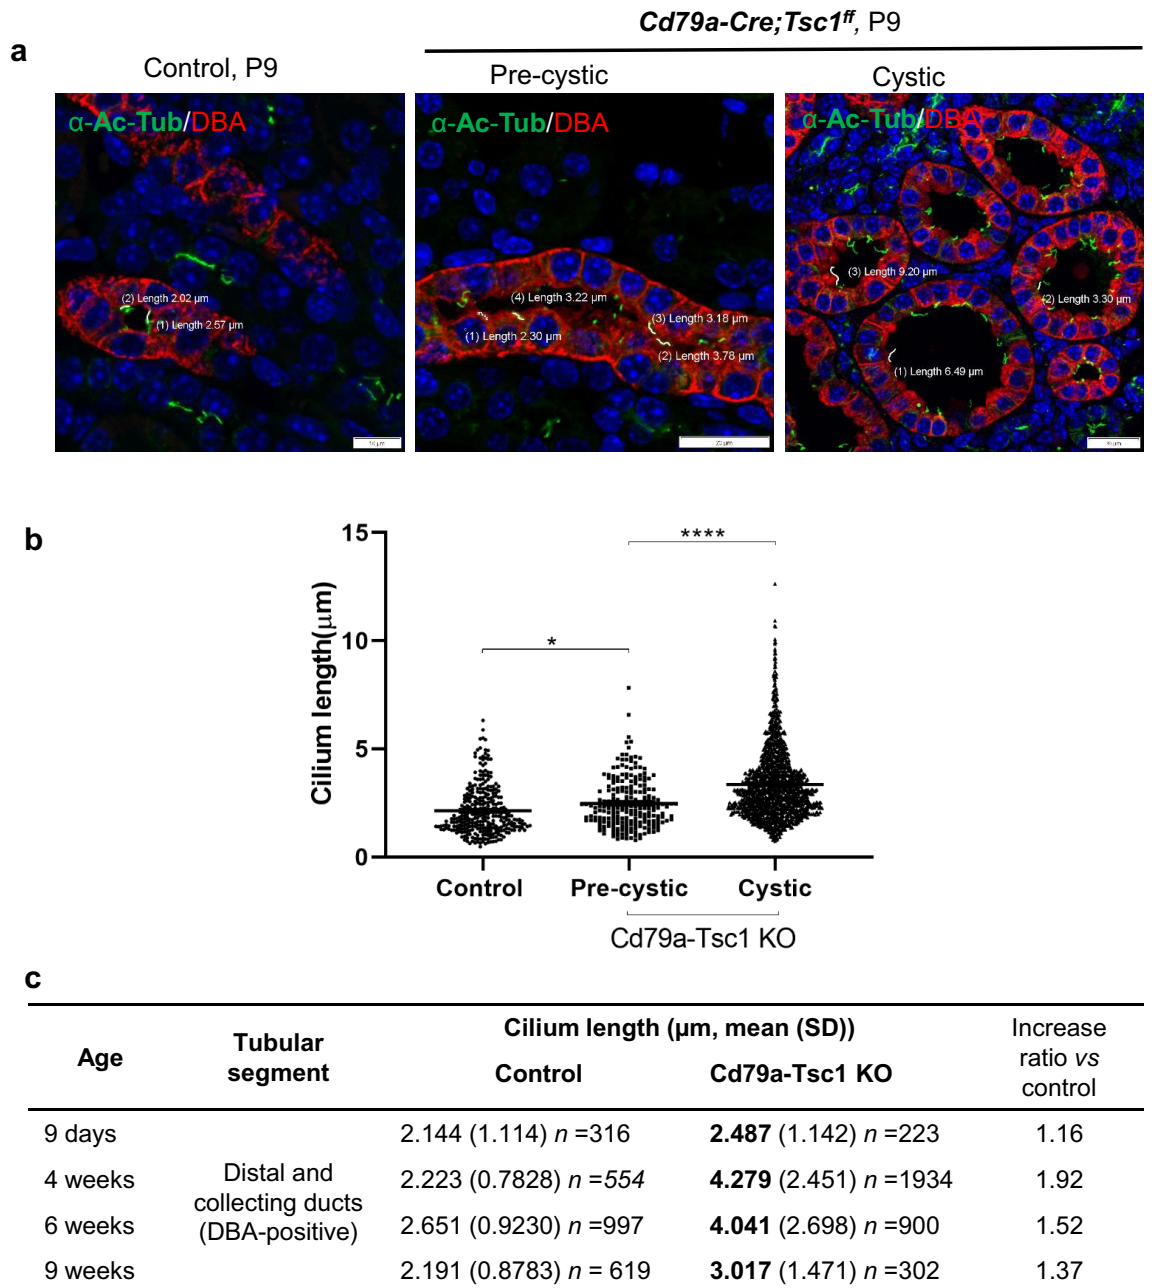 Cd79a-Cre;Tsc1ff, P9
a
Control, P9
Pre-cystic
Cystic
α-Ac-Tub/DBA
(2) Length 2.02 µm
(1) Length 2.57 µm
α-Ac-Tub/DBA
(4) Length 3.22 µm
(3) Length 3.18 µm
(1) Length 2.30 µm
(2) Length 3.78 µm
20 µm
α-Ac-Tub/DBA
(3) Length 9.20 µm
(2) Length 3.30 µm
(1) Length 6.49 µm
b
Cilium length(µm)
15
10
5
0
*
****
Control
Pre-cystic
Cystic
Cd79a-Tsc1 KO
c
Age
Tubular
segment
Cilium length (µm, mean (SD))
Control
Cd79a-Tsc1 KO
Increase
ratio vs
control
9 days
2.144 (1.114) n =316
2.487 (1.142) n =223
1.16
4 weeks
Distal and
collecting ducts
(DBA-positive)
2.223 (0.7828) n =554
4.279 (2.451) n =1934
1.92
6 weeks
2.651 (0.9230) n =997
4.041 (2.698) n =900
1.52
9 weeks
2.191 (0.8783) n = 619
3.017 (1.471) n =302
1.37